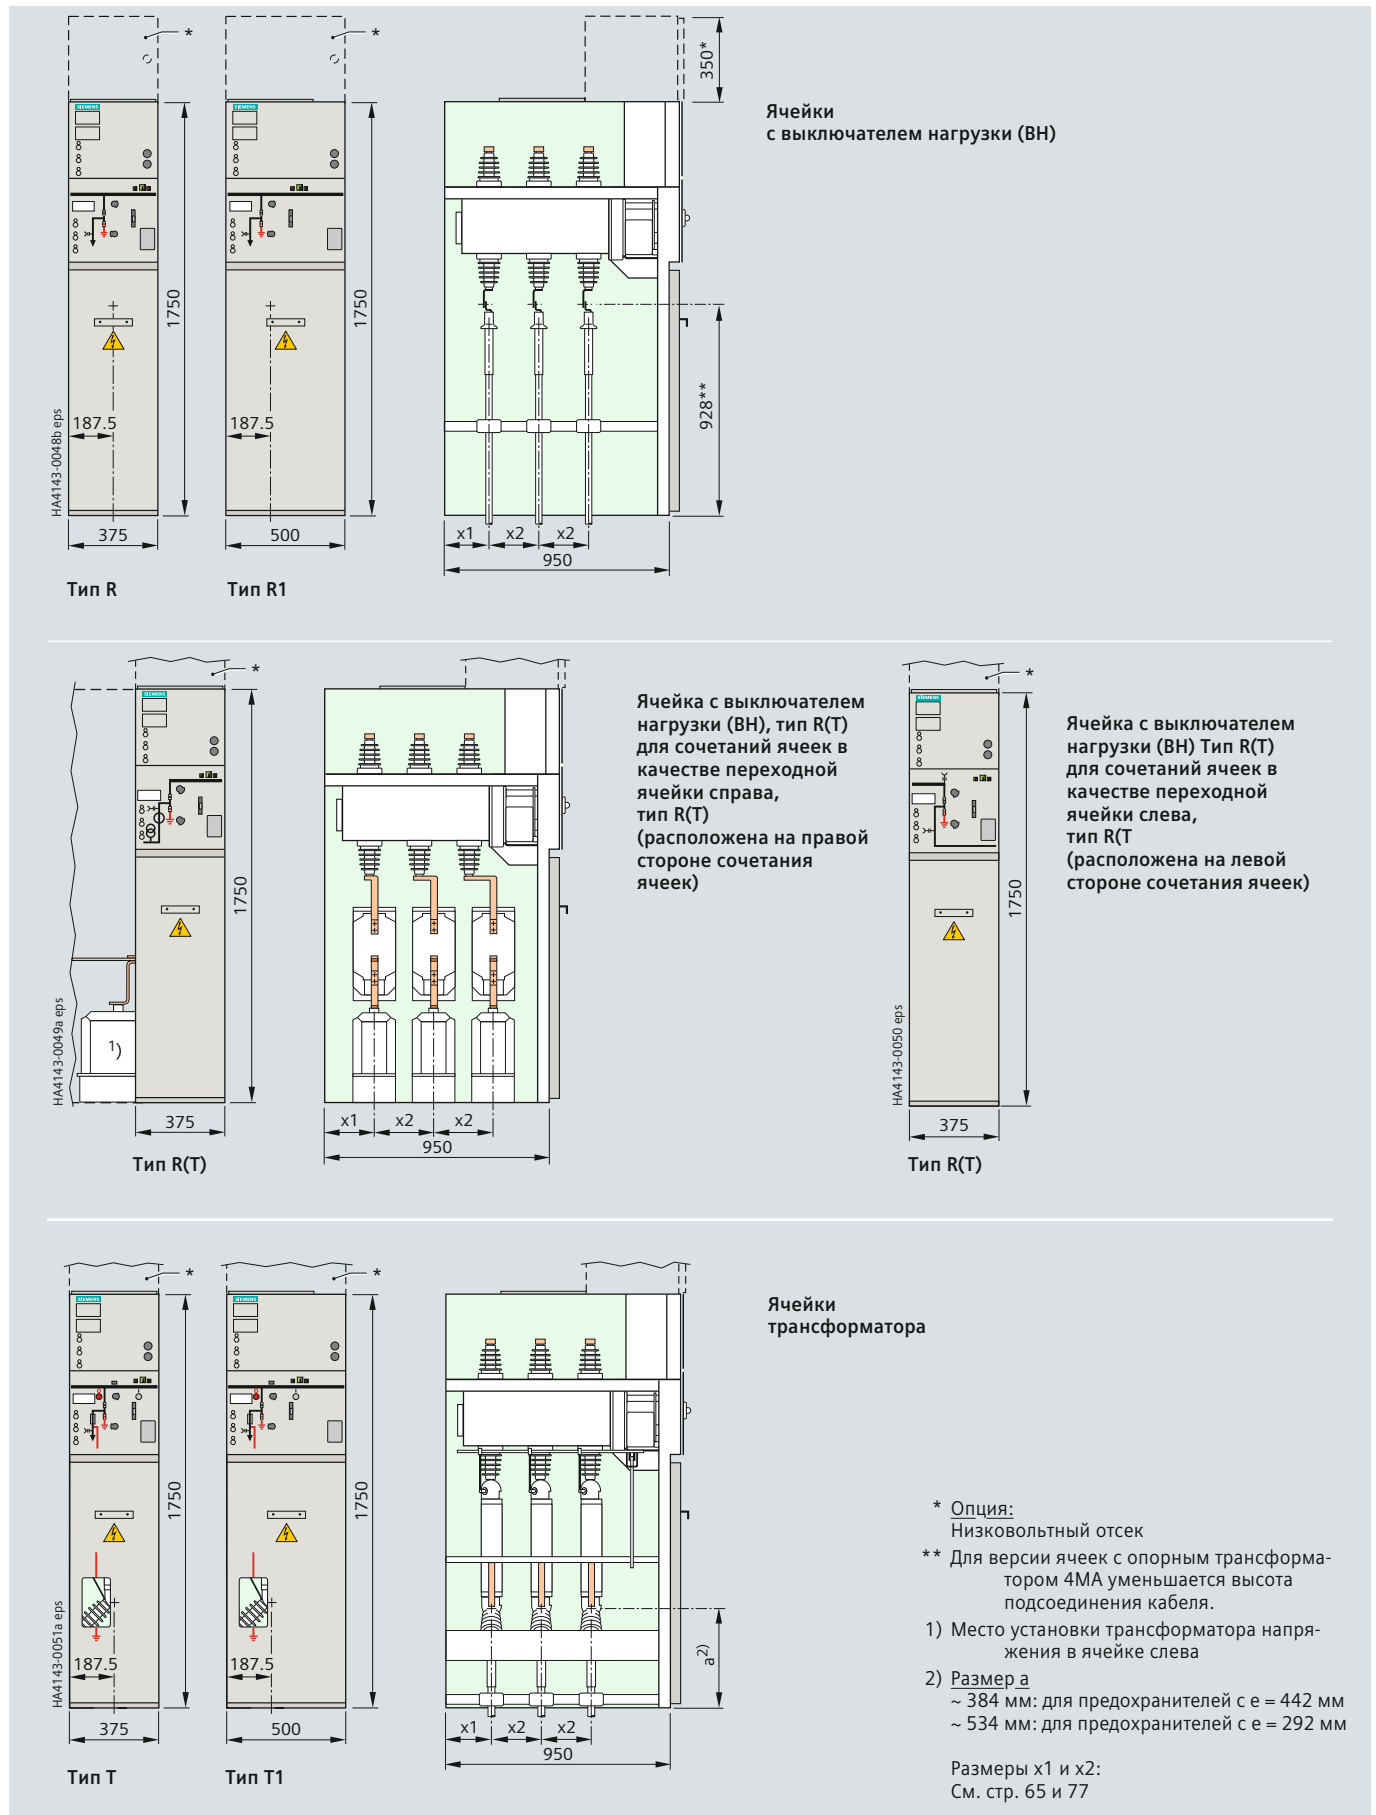 *
*
350*
Ячейки
с выключателем нагрузки (ВН)
SIEMENS
SIEMENS
1750
1750
928**
187.5
187.5
HA4143-0048b eps
375
500
x1
x2
x2
950
Тип R
Тип R1
*
*
SIEMENS
SIEMENS
Ячейка с выключателем
нагрузки (ВН), тип R(T)
для сочетаний ячеек в
качестве переходной
ячейки справа,
тип R(T)
(расположена на правой
стороне сочетания
ячеек)
Ячейка с выключателем
нагрузки (ВН) Тип R(T)
для сочетаний ячеек в
качестве переходной
ячейки слева,
тип R(T
(расположена на левой
стороне сочетания ячеек)
1750
1750
HA4143-0049a eps
1)
HA4143-0050 eps
375
x1
x2
x2
950
375
Тип R(T)
Тип R(T)
*
*
SIEMENS
SIEMENS
Ячейки
трансформатора
1750
1750
HA4143-0051a eps
187.5
187.5
a2)
375
500
x1
x2
x2
950
Тип T
Тип T1
* Опция:
Низковольтный отсек
** Для версии ячеек с опорным трансформа-
тором 4MA уменьшается высота
подсоединения кабеля.
1) Место установки трансформатора напря-
жения в ячейке слева
2) Размер a
~ 384 мм: для предохранителей с e = 442 мм
~ 534 мм: для предохранителей с e = 292 мм
Размеры x1 и x2:
См. стр. 65 и 77